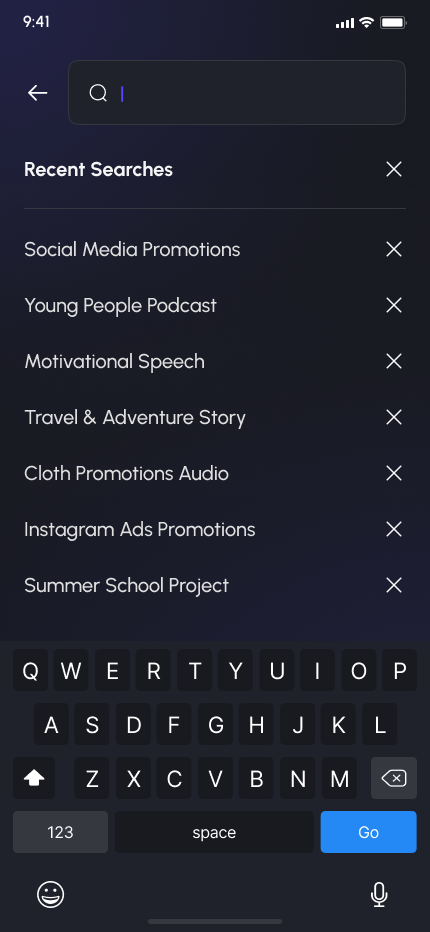 9:41
Recent Searches
Social Media Promotions
Young People Podcast
Motivational Speech
Travel & Adventure Story
Cloth Promotions Audio
Instagram Ads Promotions
Summer School Project
Q W E R T Y U I O P
A S D F G H J K L
Z X C V B N M
123 space Go